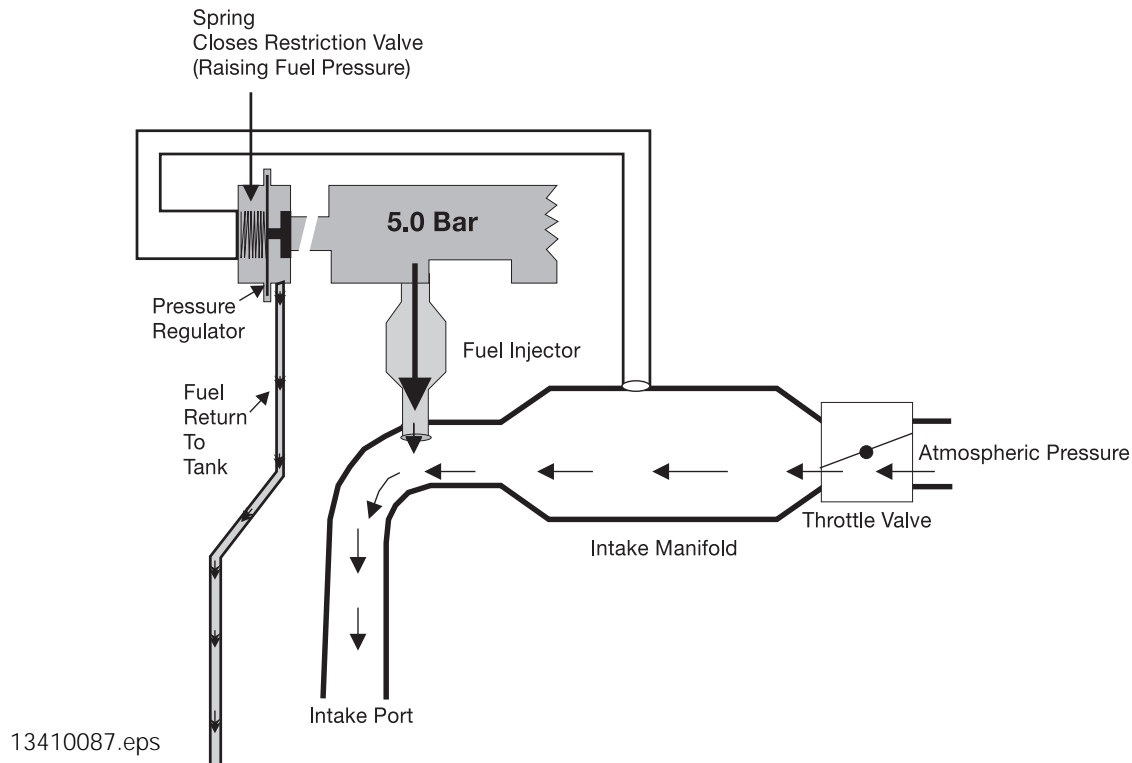 Spring
Closes Restriction Valve
(Raising Fuel Pressure)
5.0 Bar
Pressure
Regulator
Fuel Injector
Fuel
Return
To
Tank
Atmospheric Pressure
Throttle Valve
Intake Manifold
Intake Port
13410087.eps